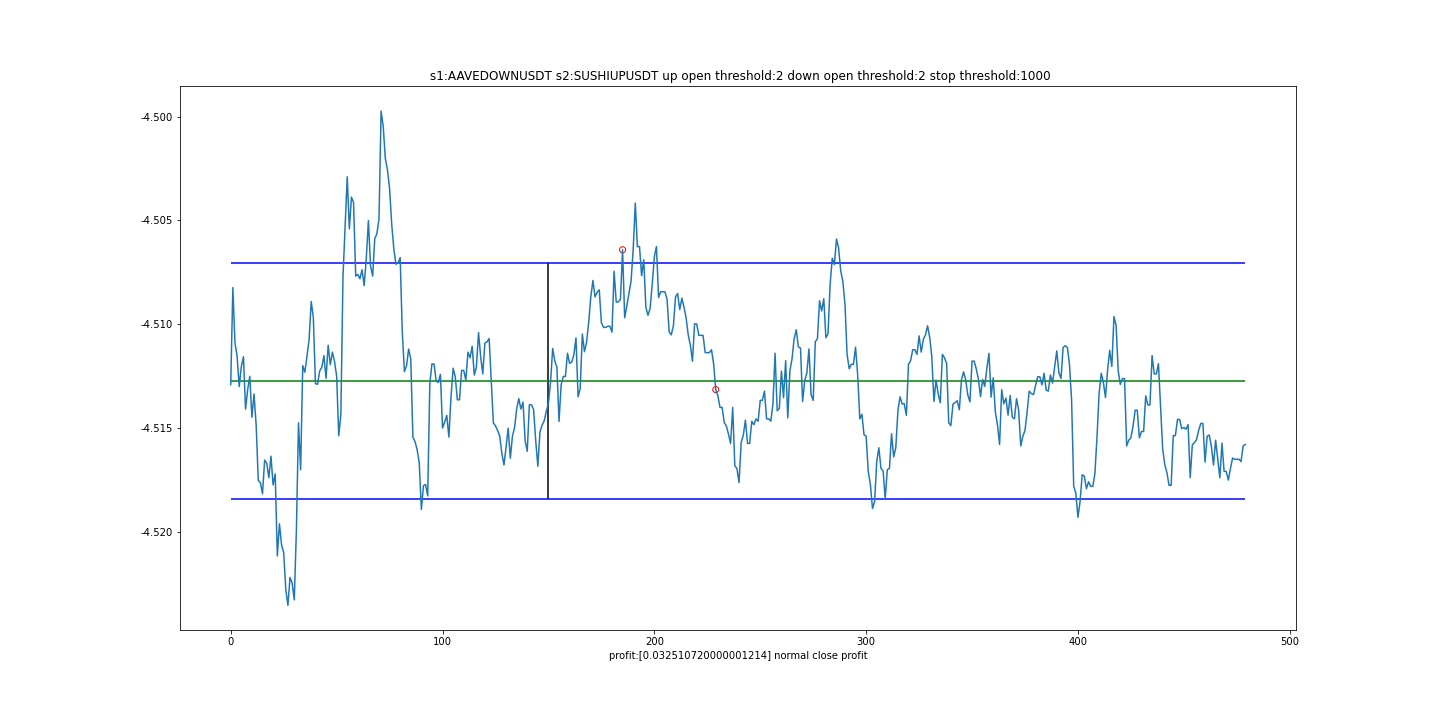 s1:AAVEDOWNUSDT s2:SUSHIUPUSDT up open threshold:2 down open threshold:2 stop threshold:1000
-4.500
-4.505
-4.510
-4.515
-4.520
0 100 200 300 400 500
profit:[0.032510720000001214] normal close profit